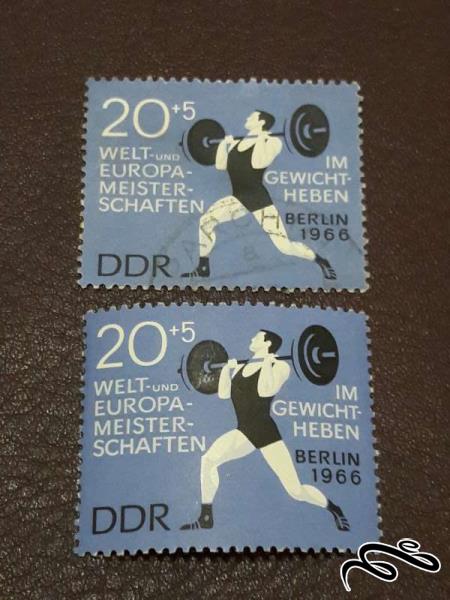 20+5
WELT-UND
EUROPA-
MEISTER-
SCHAFTEN
IM
GEWICHT-
HEBEN
BERLIN
1966
DDR
20+5
WELT-UND
EUROPA-
MEISTER-
SCHAFTEN
IM
GEWICHT-
HEBEN
BERLIN
1966
DDR